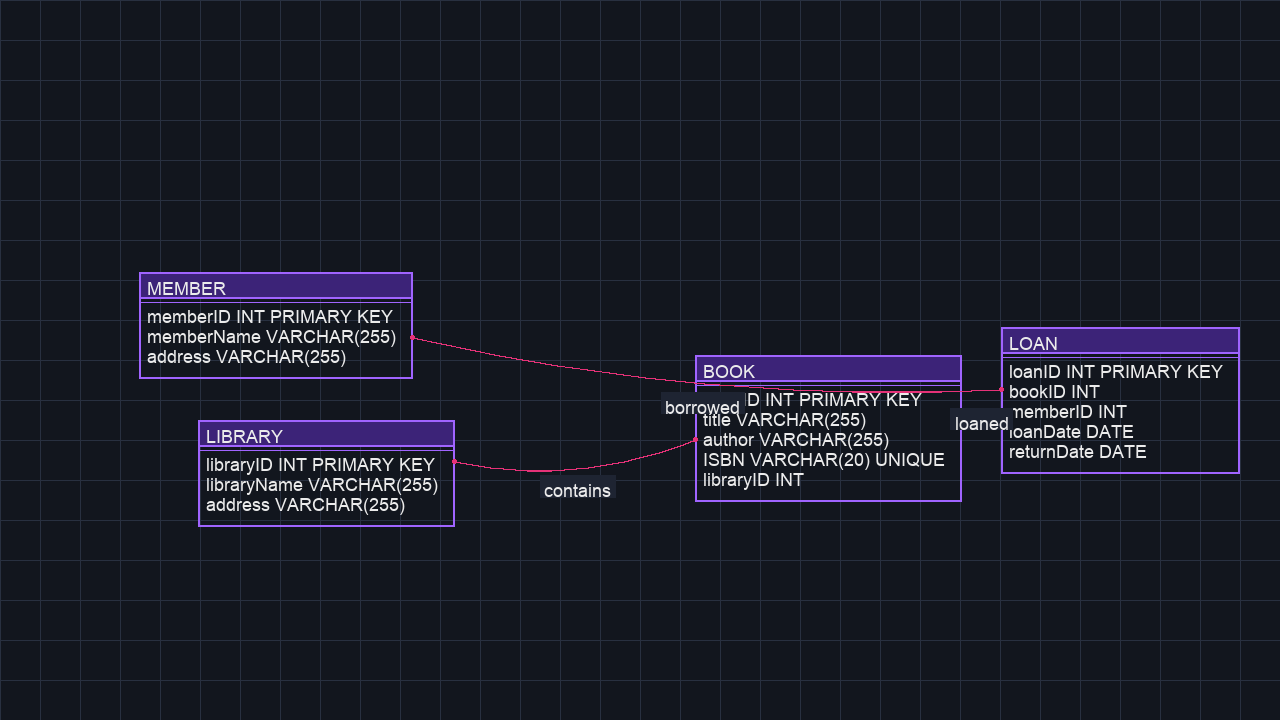 MEMBER
memberID INT PRIMARY KEY
memberName VARCHAR(255)
address VARCHAR(255)
LIBRARY
libraryID INT PRIMARY KEY
libraryName VARCHAR(255)
address VARCHAR(255)
contains
borrowed
BOOK
ID INT PRIMARY KEY
title VARCHAR(255)
author VARCHAR(255)
ISBN VARCHAR(20) UNIQUE
libraryID INT
loaned
LOAN
loanID INT PRIMARY KEY
bookID INT
memberID INT
loanDate DATE
returnDate DATE